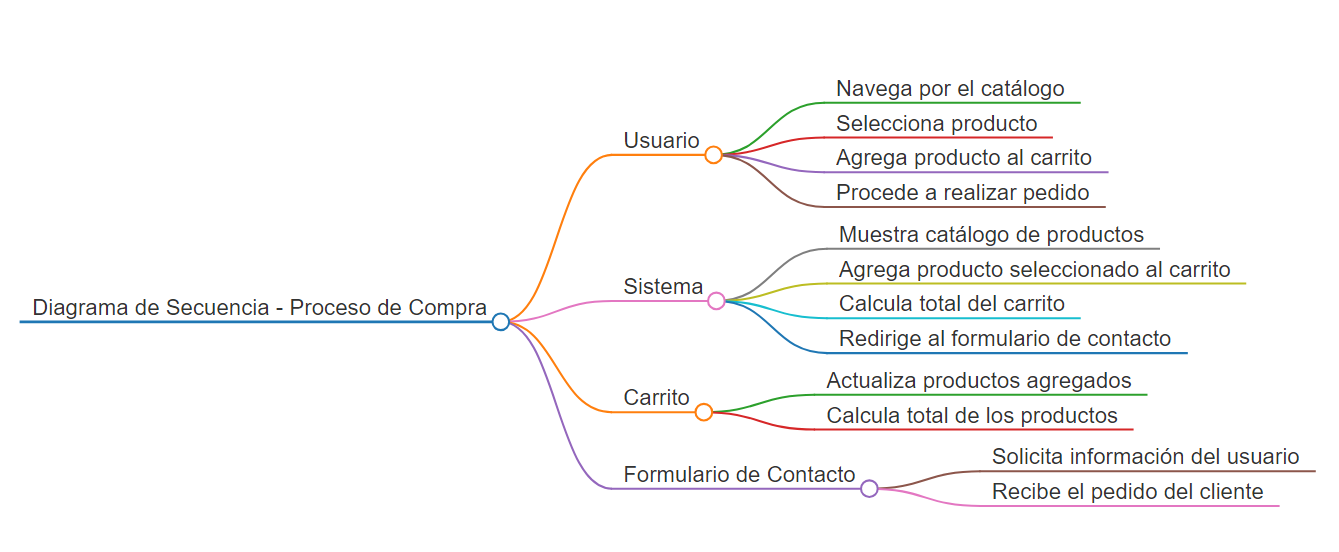 Diagrama de Secuencia - Proceso de Compra
Usuario
Navega por el catálogo
Selecciona producto
Agrega producto al carrito
Procede a realizar pedido
Sistema
Muestra catálogo de productos
Agrega producto seleccionado al carrito
Calcula total del carrito
Redirige al formulario de contacto
Carrito
Actualiza productos agregados
Calcula total de los productos
Formulario de Contacto
Solicita información del usuario
Recibe el pedido del cliente